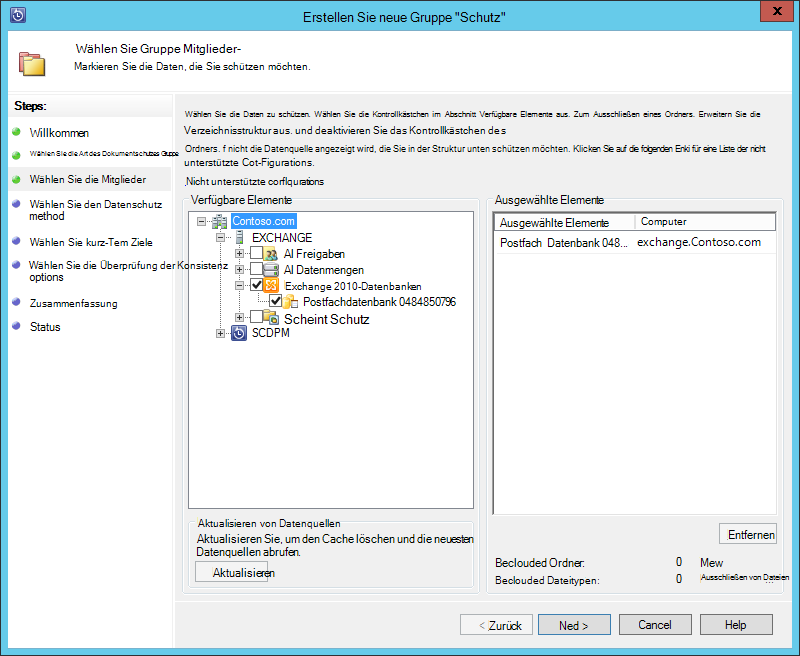 Erstellen Sie neue Gruppe "Schutz"
x
Wählen Sie Gruppe Mitglieder-
Markieren Sie die Daten, die Sie schützen möchten.
Steps:
Willkommen
Wählen Sie die Art des Dokumentschutzes Gruppe
Wählen Sie die Mitglieder
Wählen Sie den Datenschutz
method
Wählen Sie kurz-Tem Ziele
Wählen Sie die Überprüfung der Konsistenz
options
Zusammenfassung
Status
Wählen Sie die Daten zu schützen. Wählen Sie die Kontrollkästchen im Abschnitt Verfügbare Elemente aus. Zum Ausschließen eines Ordners. Erweitern Sie die
Verzeichnisstruktur aus. und deaktivieren Sie das Kontrollkästchen des
Ordners. f nicht die Datenquelle angezeigt wird, die Sie in der Struktur unten schützen möchten. Klicken Sie auf die folgenden Enki für eine Liste der nicht
unterstützte Cot-Figurations.
Nicht unterstützte corflqurations
Verfügbare Elemente
Contoso.com
EXCHANGE
AI Freigaben
AI Datenmengen
Exchange 2010-Datenbanken
Postfachdatenbank 0484850796
Scheint Schutz
SCDPM
Aktualisieren von Datenquellen
Aktualisieren Sie, um den Cache löschen und die neuesten
Datenquellen abrufen.
Aktualisieren
Ausgewählte Elemente
Ausgewählte Elemente Computer
Postfach Datenbank 048... exchange.Contoso.com
Entfernen
Beclouded Ordner: 0 Mew
Beclouded Dateitypen: 0 Ausschließen von Dateien ...
< Zurück Ned > Cancel Help